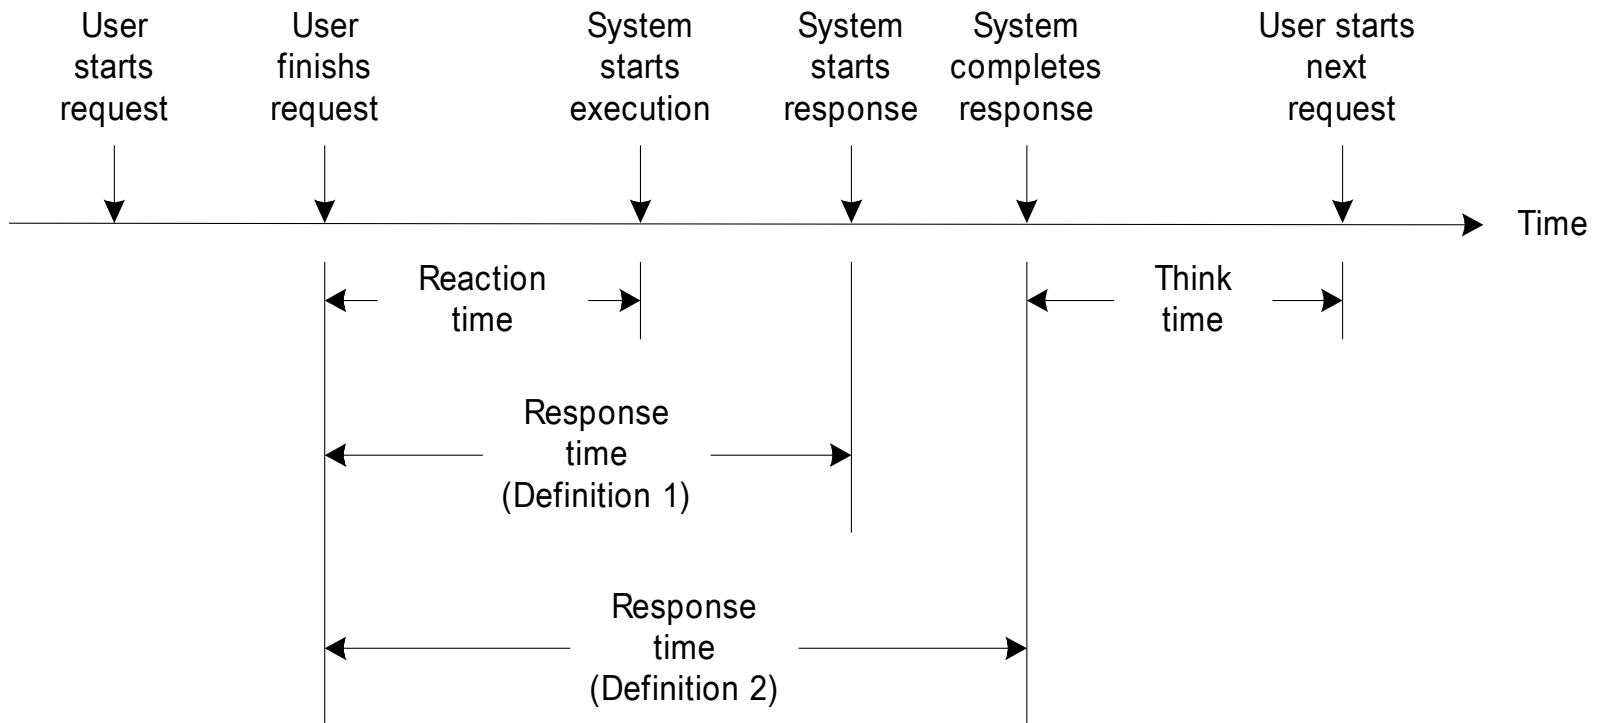 User
starts
request
User
finishs
request
System
starts
execution
System
starts
response
System
completes
response
User starts
next
request
Time
Reaction
time
Think
time
Response
time
(Definition 1)
Response
time
(Definition 2)